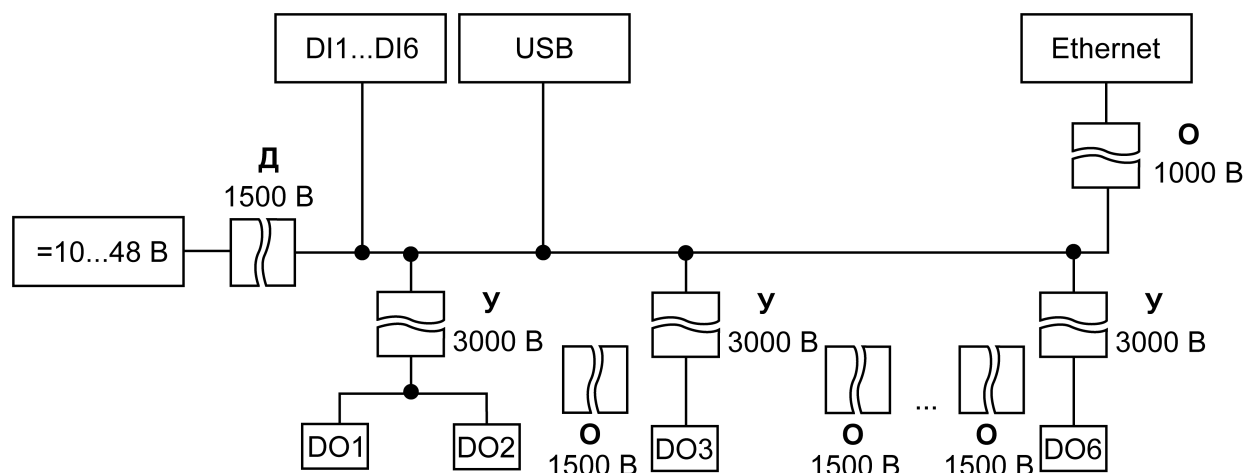 DI1...DI6
USB
Ethernet
О
1000 В
Д
1500 В
=10...48 В
У
3000 В
У
3000 В
У
3000 В
...
DO1
DO2
О
1500 В
DO3
О
1500 В
О
1500 В
DO6